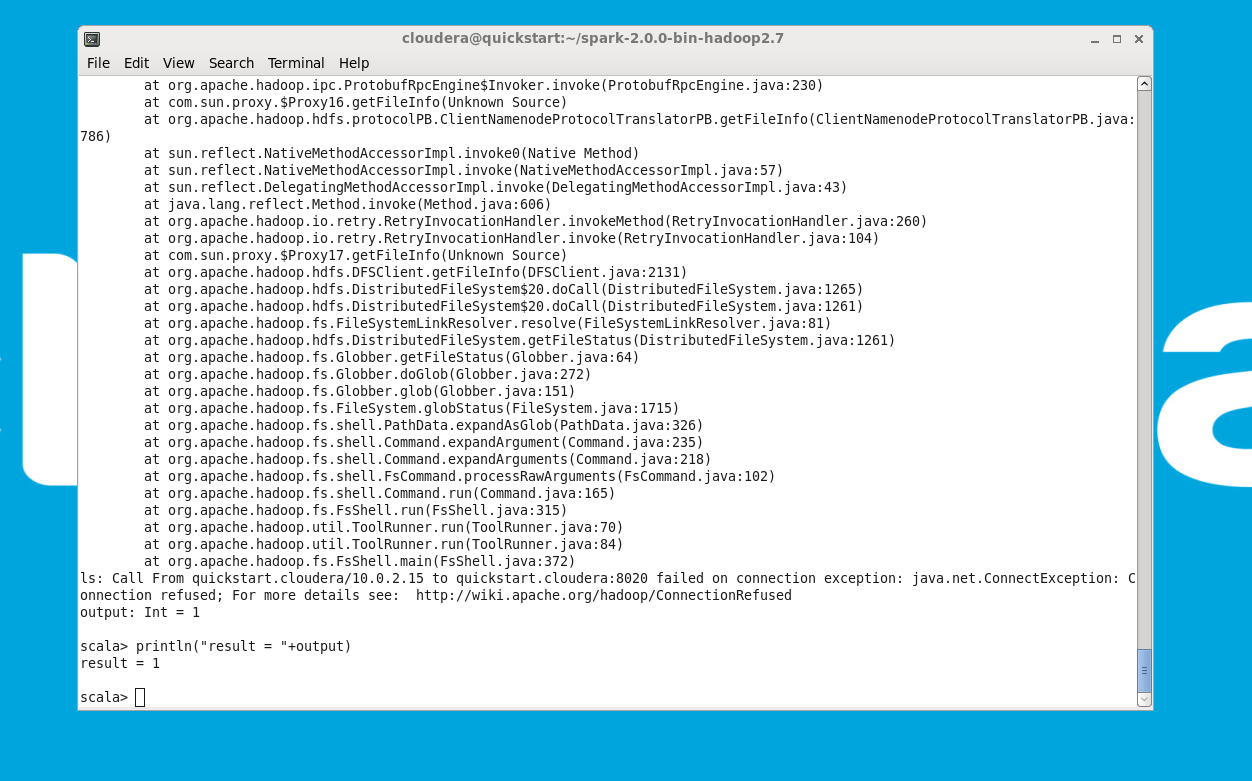 cloudera@quickstart:~/spark-2.0.0-bin-hadoop2.7
File Edit View Search Terminal Help
at org.apache.hadoop.ipc.ProtobufRpcEngine$Invoker.invoke(ProtobufRpcEngine.java:230)
at com.sun.proxy.$Proxy16.getFileInfo(Unknown Source)
at org.apache.hadoop.hdfs.protocolPB.ClientNamenodeProtocolTranslatorPB.getFileInfo(ClientNamenodeProtocolTranslatorPB.java:
786)
at sun.reflect.NativeMethodAccessorImpl.invoke0(Native Method)
at sun.reflect.NativeMethodAccessorImpl.invoke(NativeMethodAccessorImpl.java:57)
at sun.reflect.DelegatingMethodAccessorImpl.invoke(DelegatingMethodAccessorImpl.java:43)
at java.lang.reflect.Method.invoke(Method.java:606)
at org.apache.hadoop.io.retry.RetryInvocationHandler.invokeMethod(RetryInvocationHandler.java:260)
at org.apache.hadoop.io.retry.RetryInvocationHandler.invoke(RetryInvocationHandler.java:104)
at com.sun.proxy.$Proxy17.getFileInfo(Unknown Source)
at org.apache.hadoop.hdfs.DFSClient.getFileInfo(DFSClient.java:2131)
at org.apache.hadoop.hdfs.DistributedFileSystem$20.doCall(DistributedFileSystem.java:1265)
at org.apache.hadoop.hdfs.DistributedFileSystem$20.doCall(DistributedFileSystem.java:1261)
at org.apache.hadoop.fs.FileSystemLinkResolver.resolve(FileSystemLinkResolver.java:81)
at org.apache.hadoop.hdfs.DistributedFileSystem.getFileStatus(DistributedFileSystem.java:1261)
at org.apache.hadoop.fs.Globber.getFileStatus(Globber.java:64)
at org.apache.hadoop.fs.Globber.doGlob(Globber.java:272)
at org.apache.hadoop.fs.Globber.glob(Globber.java:151)
at org.apache.hadoop.fs.FileSystem.globStatus(FileSystem.java:1715)
at org.apache.hadoop.fs.shell.PathData.expandAsGlob(PathData.java:326)
at org.apache.hadoop.fs.shell.Command.expandArgument(Command.java:235)
at org.apache.hadoop.fs.shell.Command.expandArguments(Command.java:218)
at org.apache.hadoop.fs.shell.FsCommand.processRawArguments(FsCommand.java:102)
at org.apache.hadoop.fs.shell.Command.run(Command.java:165)
at org.apache.hadoop.fs.FsShell.run(FsShell.java:315)
at org.apache.hadoop.util.ToolRunner.run(ToolRunner.java:70)
at org.apache.hadoop.util.ToolRunner.run(ToolRunner.java:84)
at org.apache.hadoop.fs.FsShell.main(FsShell.java:372)
ls: Call From quickstart.cloudera/10.0.2.15 to quickstart.cloudera:8020 failed on connection exception: java.net.ConnectException: C
onnection refused; For more details see:  http://wiki.apache.org/hadoop/ConnectionRefused
output: Int = 1
scala> println("result = "+output)
result = 1
scala>
a